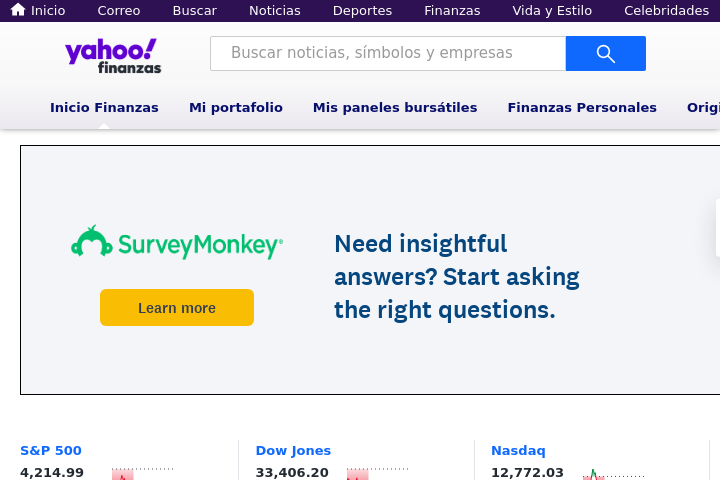 Inicio Correo Buscar Noticias Deportes Finanzas Vida y Estilo Celebridades
yahoo!
finanzas
Buscar noticias, símbolos y empresas
Inicio Finanzas Mi portafolio Mis paneles bursátiles Finanzas Personales Origi
SurveyMonkey®
Learn more
Need insightful
answers? Start asking
the right questions.
S&P 500 Dow Jones Nasdaq
4,214.99 33,406.20 12,772.03